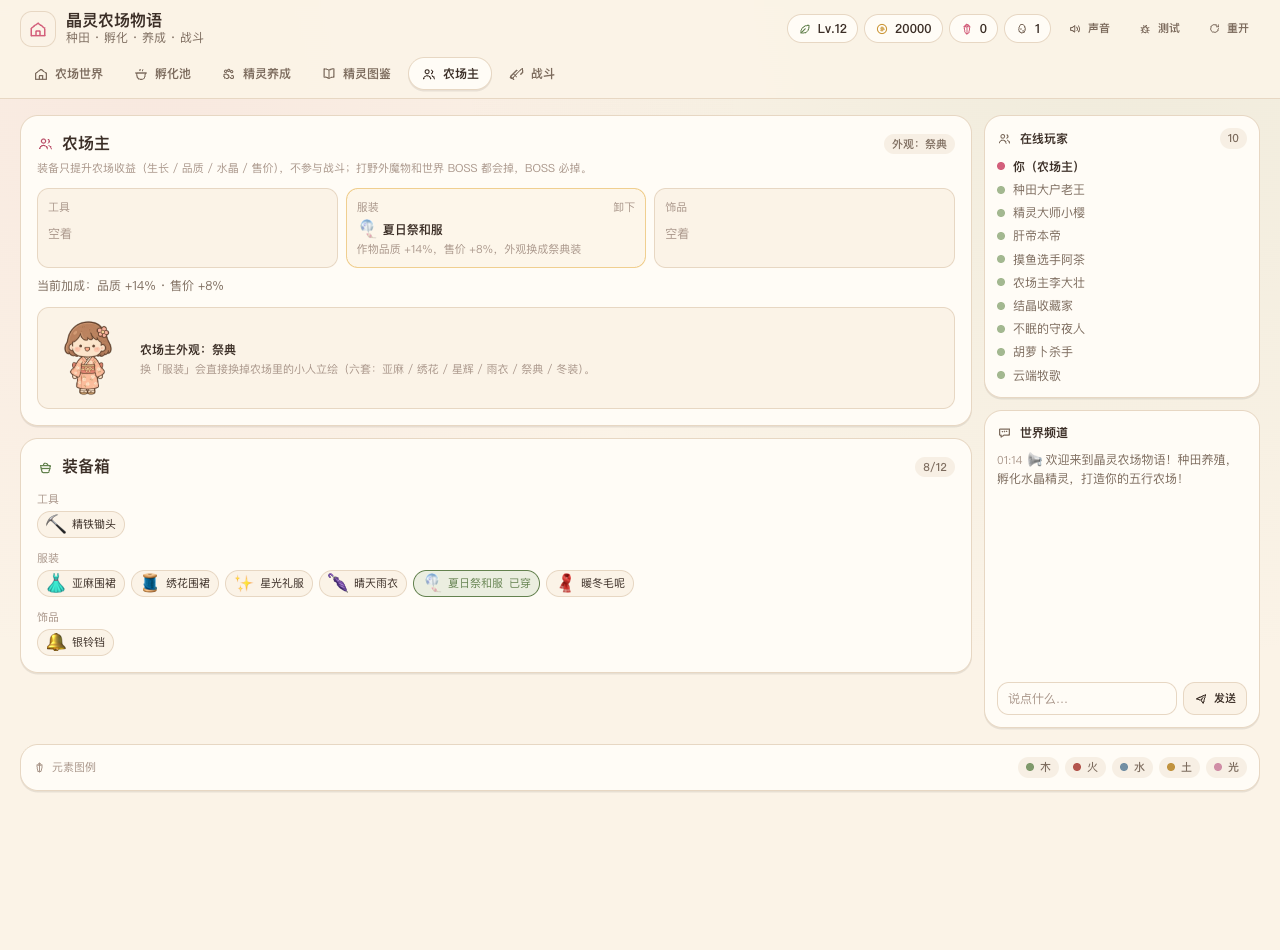 晶灵农场物语
种田 · 孵化 · 养成 · 战斗
Lv.12
20000
0
1
声音
测试
重开
农场世界
孵化池
精灵养成
精灵图鉴
农场主
战斗
农场主
外观：祭典
装备只提升农场收益（生长 / 品质 / 水晶 / 售价），不参与战斗；打野外魔物和世界 BOSS 都会掉，BOSS 必掉。
工具
空着
服装
卸下
夏日祭和服
作物品质 +14%，售价 +8%，外观换成祭典装
饰品
空着
当前加成：品质 +14% · 售价 +8%
农场主外观：祭典
换「服装」会直接换掉农场里的小人立绘（六套：亚麻 / 绣花 / 星辉 / 雨衣 / 祭典 / 冬装）。
装备箱
8/12
工具
精铁锄头
服装
亚麻围裙
绣花围裙
星光礼服
晴天雨衣
夏日祭和服 已穿
暖冬毛呢
饰品
银铃铛
在线玩家
10
你（农场主）
种田大户老王
精灵大师小樱
肝帝本帝
摸鱼选手阿茶
农场主李大壮
结晶收藏家
不眠的守夜人
胡萝卜杀手
云端牧歌
世界频道
01:14 欢迎来到晶灵农场物语！种田养殖，
孵化水晶精灵，打造你的五行农场！
说点什么…
发送
元素图例
木
火
水
土
光